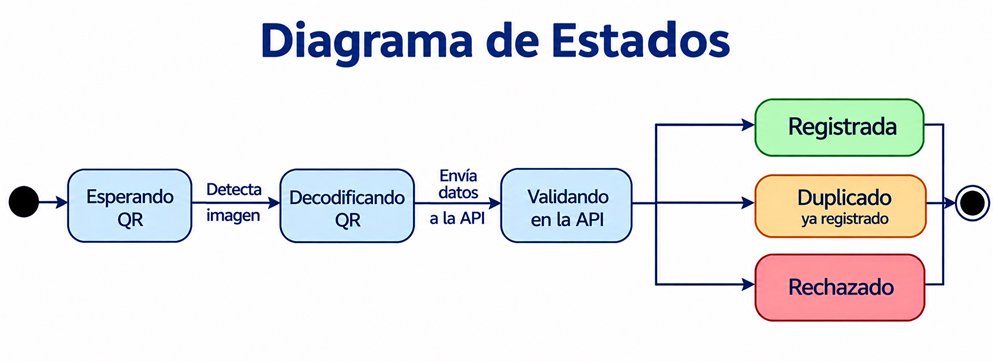 Diagrama de Estados
Esperando
QR
Detecta
imagen
Decodificando
QR
Envía
datos
a la API
Validando
en la API
Registrada
Duplicado
ya registrado
Rechazado